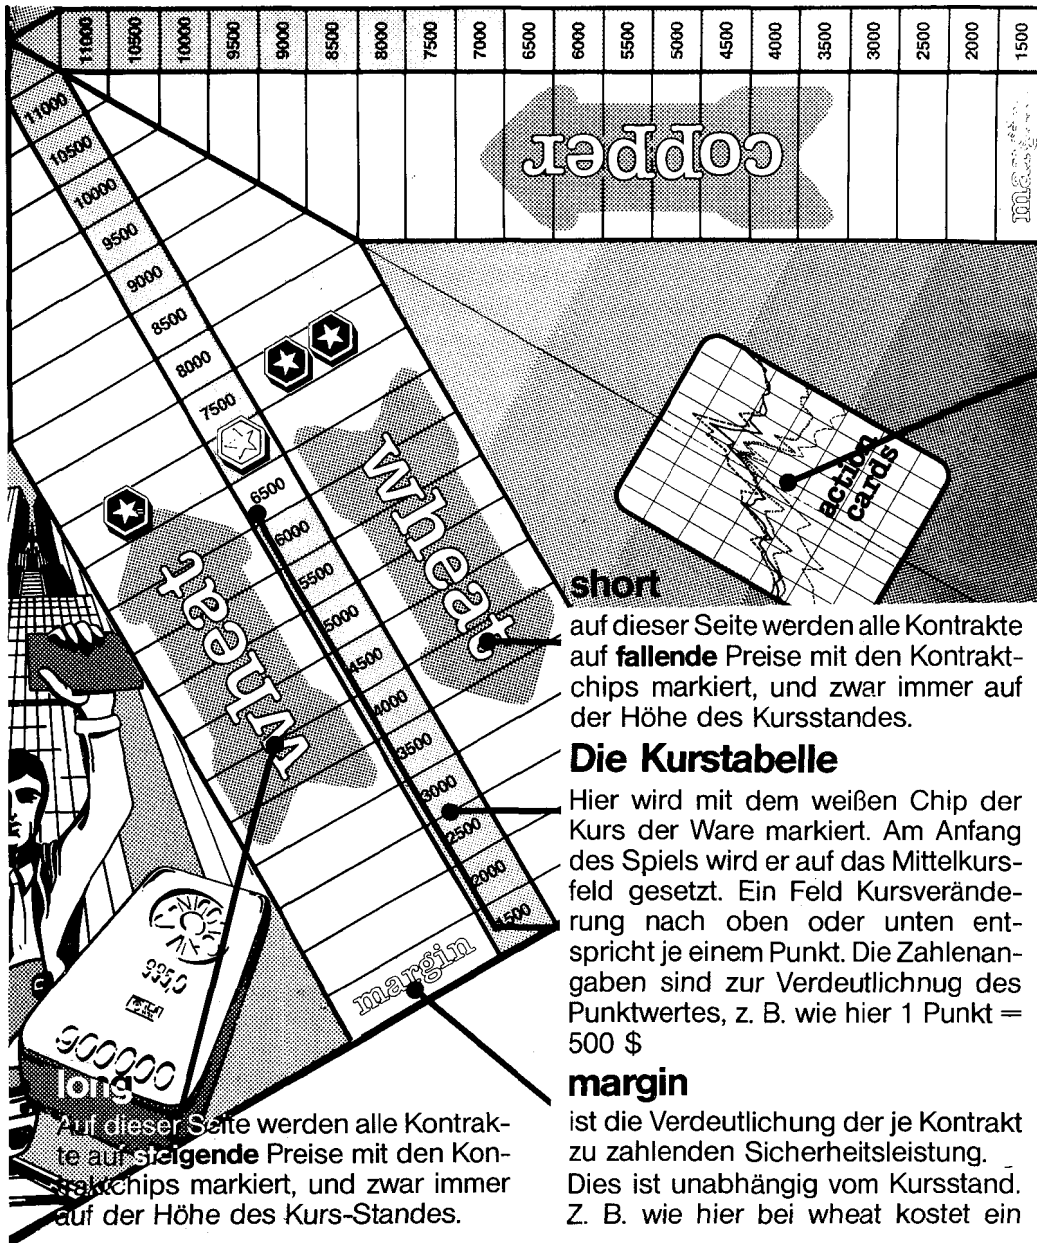 11000 10500 10000 9500 9000 8500 8000 7500 7000 6500 6000 5500 5000 4500 4000 3500 3000 2500 2000 1500
copper
margin
11000
10500
10000
9500
9000
8500
8000
7500
6500
6000
5500
5000
4500
4000
3500
3000
2500
2000
1500
wheat
wheat
margin
action
cards
short
auf dieser Seite werden alle Kontrakte
auf fallende Preise mit den Kontrakt-
chips markiert, und zwar immer auf
der Höhe des Kursstandes.
Die Kurstabelle
Hier wird mit dem weißen Chip der
Kurs der Ware markiert. Am Anfang
des Spiels wird er auf das Mittelkurs-
feld gesetzt. Ein Feld Kursverände-
rung nach oben oder unten ent-
spricht je einem Punkt. Die Zahlenan-
gaben sind zur Verdeutlichnug des
Punktwertes, z. B. wie hier 1 Punkt =
500 $
margin
ist die Verdeutlichung der je Kontrakt
zu zahlenden Sicherheitsleistung.
Dies ist unabhängig vom Kursstand.
Z. B. wie hier bei wheat kostet ein
long
Auf dieser Seite werden alle Kontrak-
te auf steigende Preise mit den Kon-
traktchips markiert, und zwar immer
auf der Höhe des Kurs-Standes.